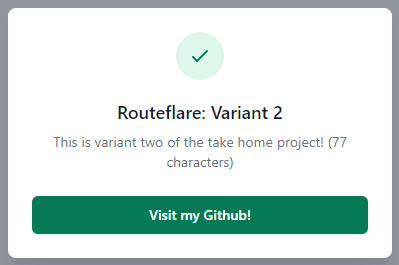 Routeflare: Variant 2
This is variant two of the take home project! (77
characters)
Visit my Github!